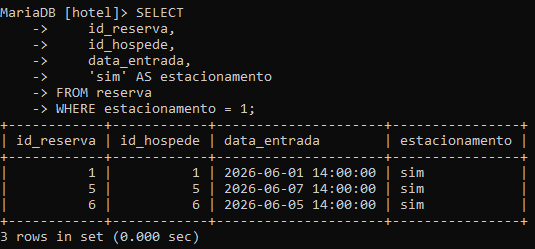 MariaDB [hotel]> SELECT
    ->     id_reserva,
    ->     id_hospede,
    ->     data_entrada,
    ->     'sim' AS estacionamento
    -> FROM reserva
    -> WHERE estacionamento = 1;
+------------+------------+---------------------+----------------+
| id_reserva | id_hospede | data_entrada        | estacionamento |
+------------+------------+---------------------+----------------+
|          1 |          1 | 2026-06-01 14:00:00 | sim            |
|          5 |          5 | 2026-06-07 14:00:00 | sim            |
|          6 |          6 | 2026-06-05 14:00:00 | sim            |
+------------+------------+---------------------+----------------+
3 rows in set (0.000 sec)